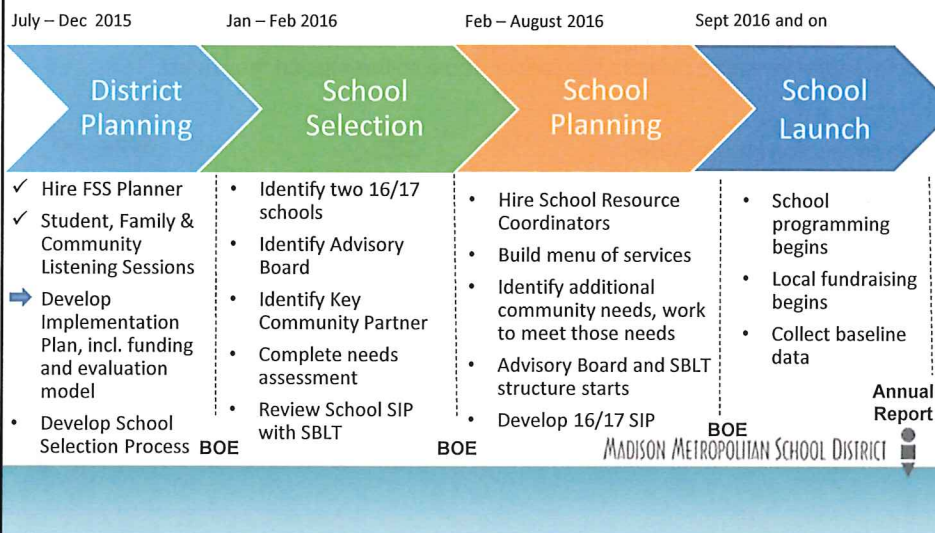 July – Dec 2015
Jan – Feb 2016
Feb – August 2016
Sept 2016 and on
District
Planning
School
Selection
School
Planning
School
Launch
✓ Hire FSS Planner
✓ Student, Family &
Community
Listening Sessions
Develop
Implementation
Plan, incl. funding
and evaluation
model
• Develop School
Selection Process
BOE
• Identify two 16/17
schools
• Identify Advisory
Board
• Identify Key
Community Partner
• Complete needs
assessment
• Review School SIP
with SBLT
BOE
• Hire School Resource
Coordinators
• Build menu of services
• Identify additional
community needs, work
to meet those needs
• Advisory Board and SBLT
structure starts
• Develop 16/17 SIP
BOE
• School
programming
begins
• Local fundraising
begins
• Collect baseline
data
Annual
Report
MADISON METROPOLITAN SCHOOL DISTRICT